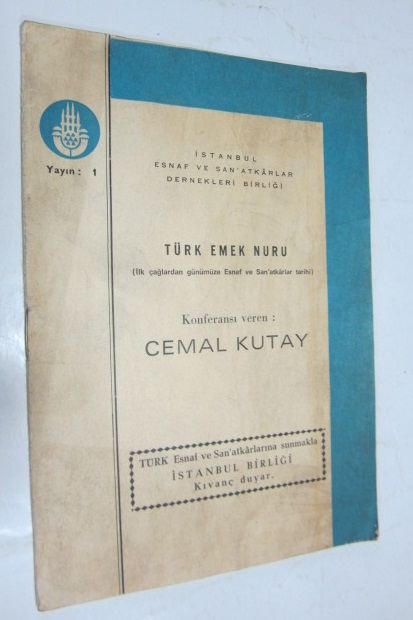 Yayın: 1
İSTANBUL
ESNAF VE SAN'ATKÂRLAR
DERNEKLERİ BİRLİĞİ
TÜRK EMEK NURU
(İlk çağlardan günümüze Esnaf ve San'atkârlar tarihi)
Konferansı veren :
CEMAL KUTAY
TÜRK Esnaf ve San'atkârlarına sunmakla
İSTANBUL BİRLİĞİ
Kıvanç duyar.